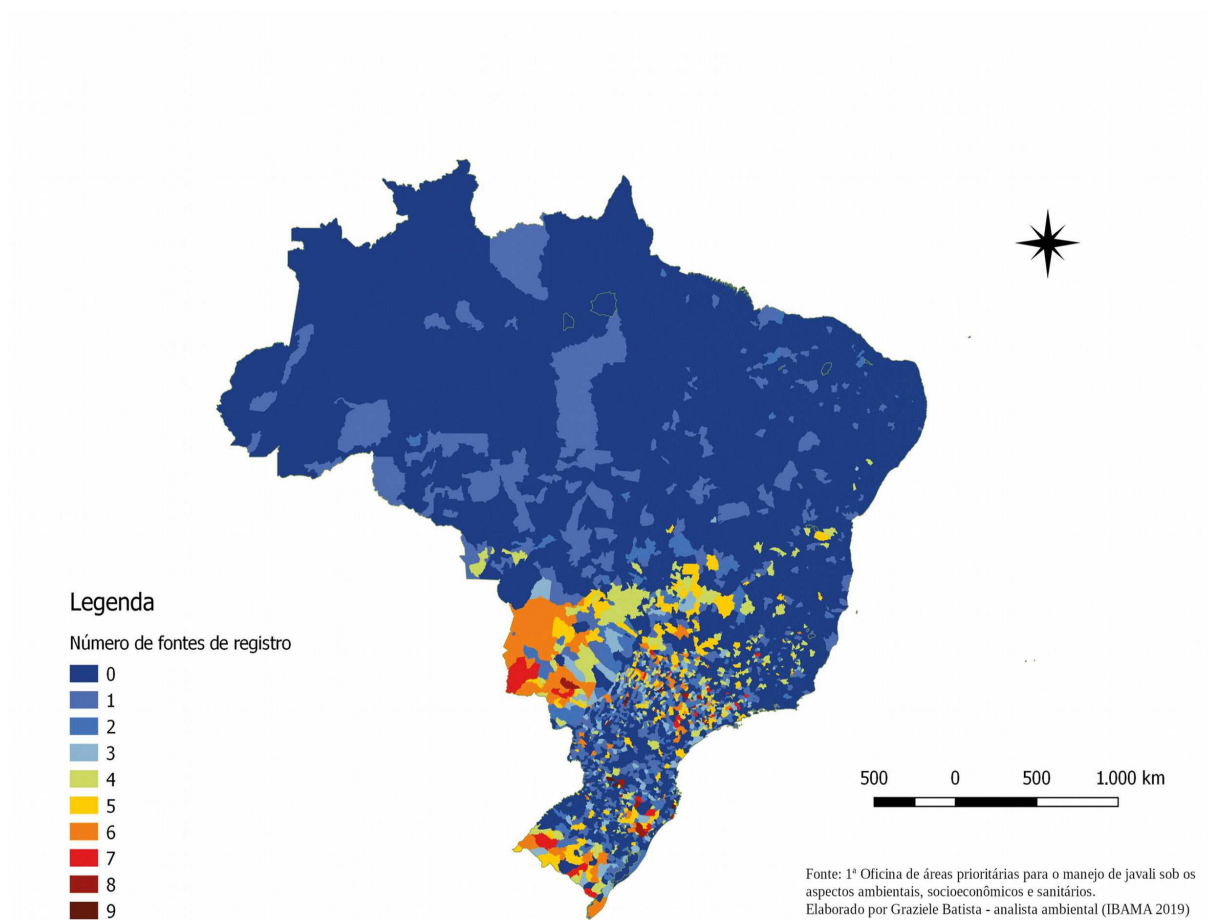 Legenda
Número de fontes de registro
0
1
2
3
4
5
6
7
8
9
500 0 500 1.000 km
Fonte: 1ª Oficina de áreas prioritárias para o manejo de javali sob os
aspectos ambientais, socioeconômicos e sanitários.
Elaborado por Graziele Batista - analista ambiental (IBAMA 2019)